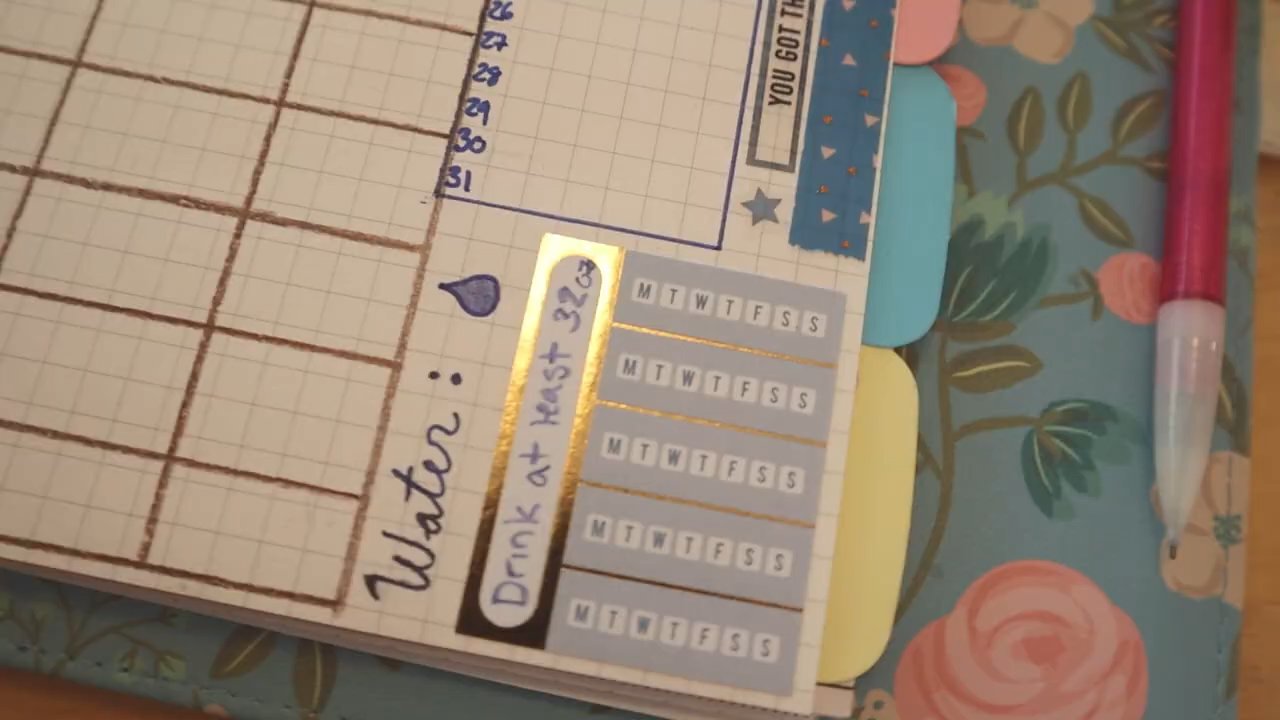 26
27
28
29
30
31
YOU GOT TH
Water:
Drink at least 32oz
M T W T F S S
M T W T F S S
M T W T F S S
M T W T F S S
M T W T F S S